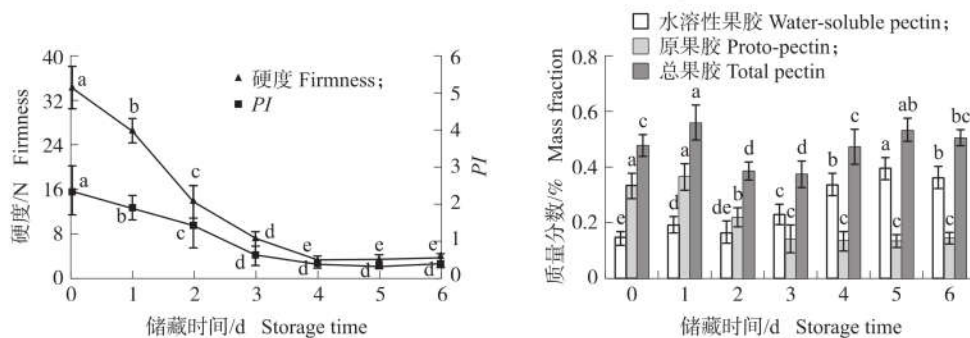 40
32
24
16
8
0
硬度/N Firmness
a
b
c
d
e
e
e
a
b
c
d
d
d
d
硬度 Firmness；
PI
6
5
4
3
2
1
0
PI
0 1 2 3 4 5 6
储藏时间/d Storage time
水溶性果胶 Water-soluble pectin；
原果胶 Proto-pectin；
总果胶 Total pectin
0.8
0.6
0.4
0.2
0
质量分数/% Mass fraction
e a c
d a a
de b d
c c d
b c c
a c ab
b c bc
0 1 2 3 4 5 6
储藏时间/d Storage time